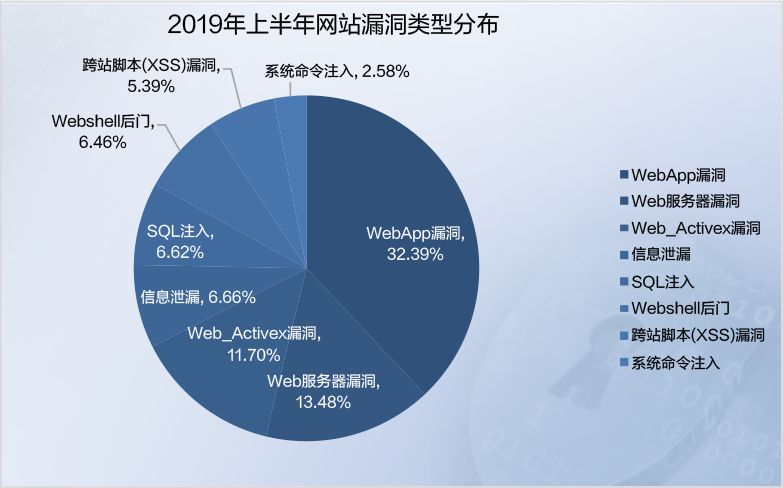 2019年上半年网站漏洞类型分布
跨站脚本(XSS)漏洞,
5.39%
系统命令注入, 2.58%
Webshell后门,
6.46%
WebApp漏洞,
32.39%
SQL注入,
6.62%
信息泄漏, 6.66%
Web_Activex漏洞,
11.70%
Web服务器漏洞,
13.48%
WebApp漏洞
Web服务器漏洞
Web_Activex漏洞
信息泄漏
SQL注入
Webshell后门
跨站脚本(XSS)漏洞
系统命令注入